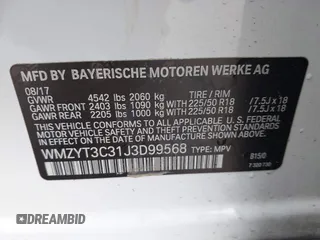 MFD BY BAYERISCHE MOTOREN WERKE AG
08/17 TIRE / RIM
GVWR 4542 lbs 2060 kg
GAWR FRONT 2403 lbs 1090 kg WITH 225/50 R18 /7.5J x 18
GAWR REAR 2205 lbs 1000 kg WITH 225/50 R18 /7.5J x 18
THIS VEHICLE CONFORMS TO ALL APPLICABLE FEDERAL MOTOR VEHICLE SAFETY, BUMPER, AND THEFT PREVENTION STANDARDS IN EFFECT ON THE DATE OF MANUFACTURE SHOWN ABOVE.
WMZYT3C31J3D99568 TYPE: MPV